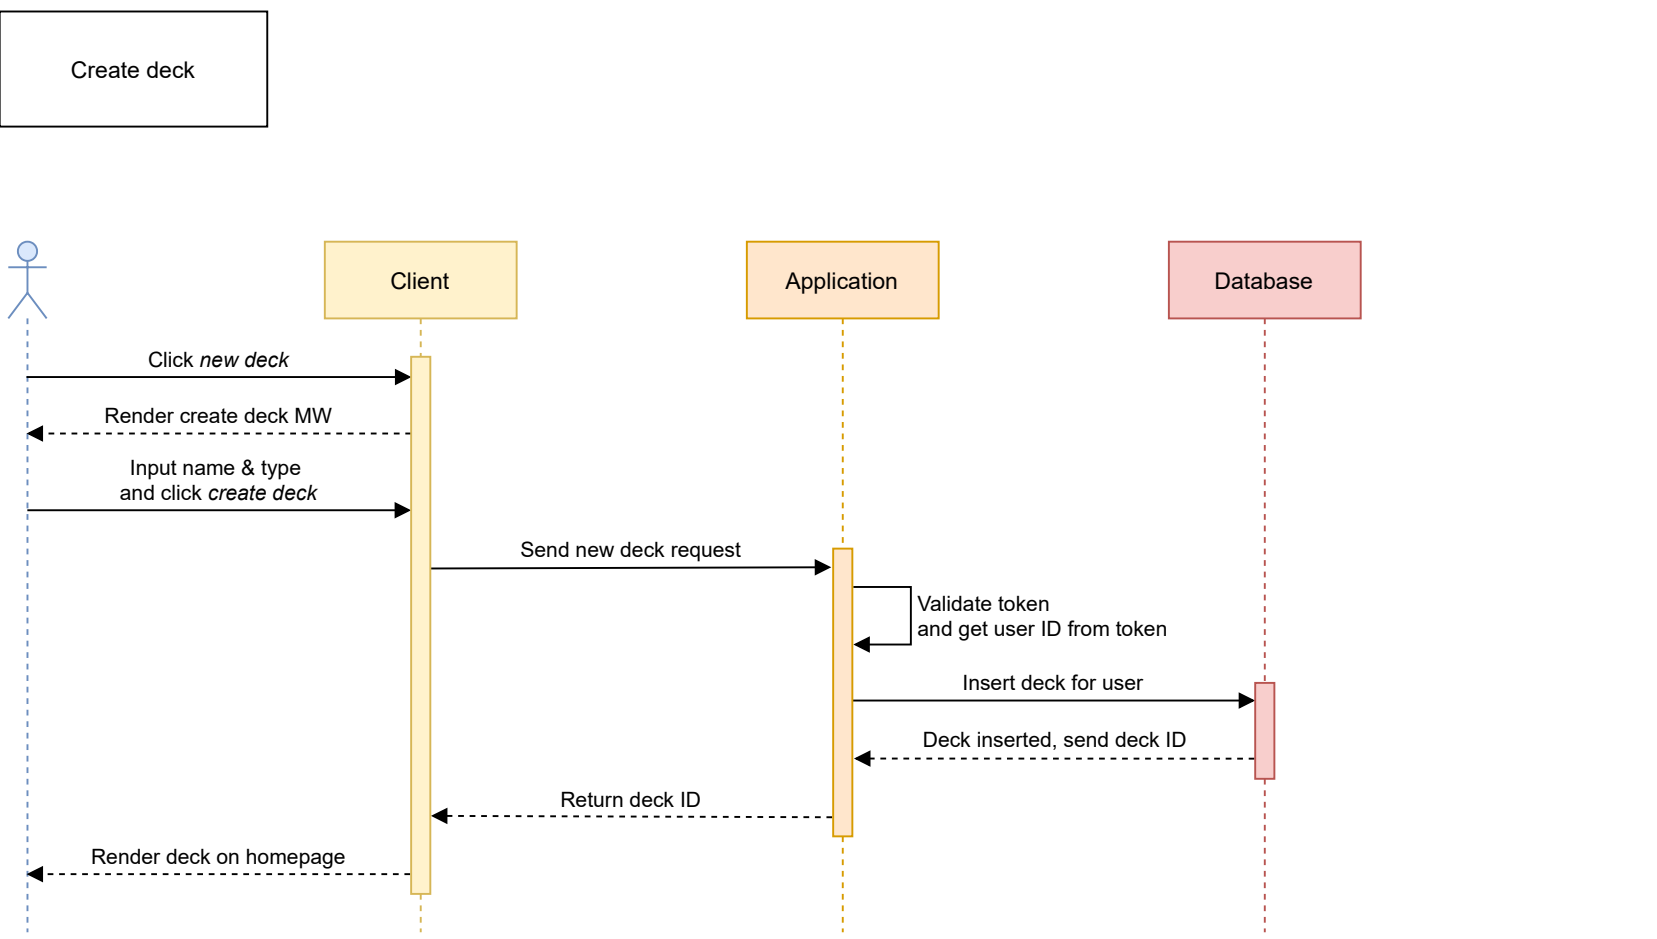 Create deck
Client
Application
Database
Click new deck
Render create deck MW
Input name & type
and click create deck
Send new deck request
Validate token
and get user ID from token
Insert deck for user
Deck inserted, send deck ID
Return deck ID
Render deck on homepage